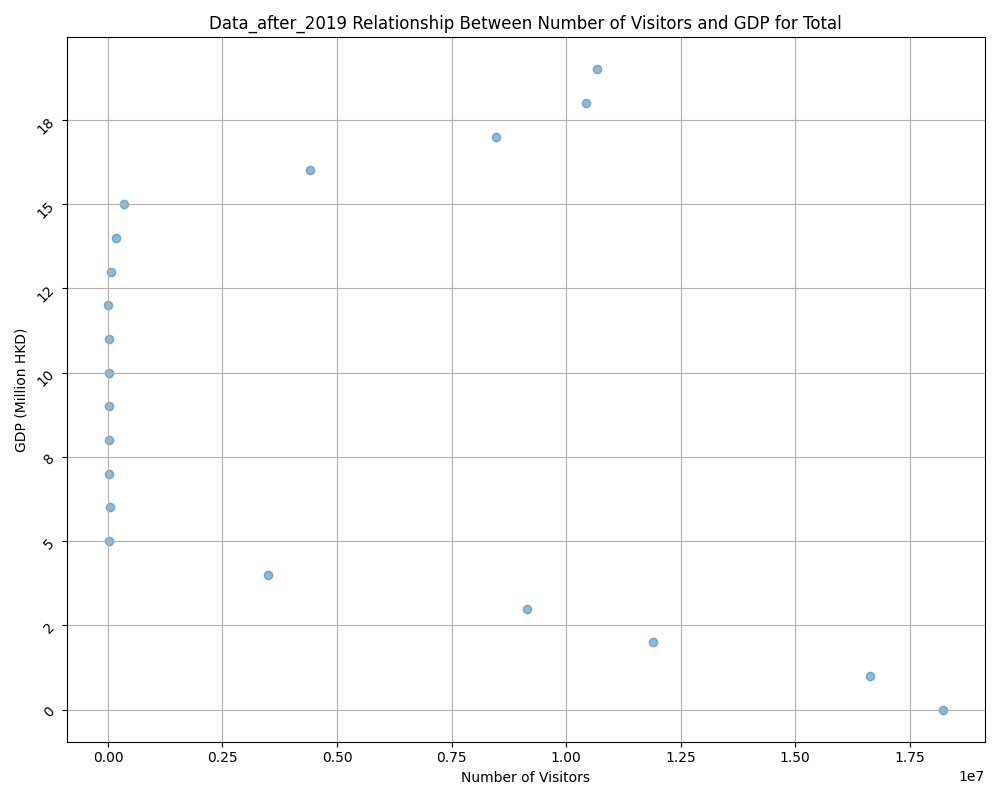 Data_after_2019 Relationship Between Number of Visitors and GDP for Total
GDP (Million HKD)
18
15
12
10
8
5
2
0
0.00 0.25 0.50 0.75 1.00 1.25 1.50 1.75
1e7
Number of Visitors